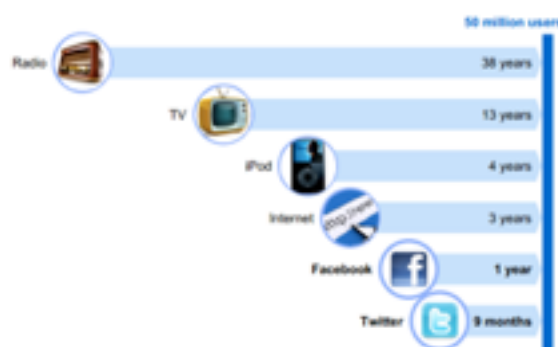 50 million users
Radio 38 years
TV 13 years
iPod 4 years
Internet 3 years
Facebook 1 year
Twitter 9 months